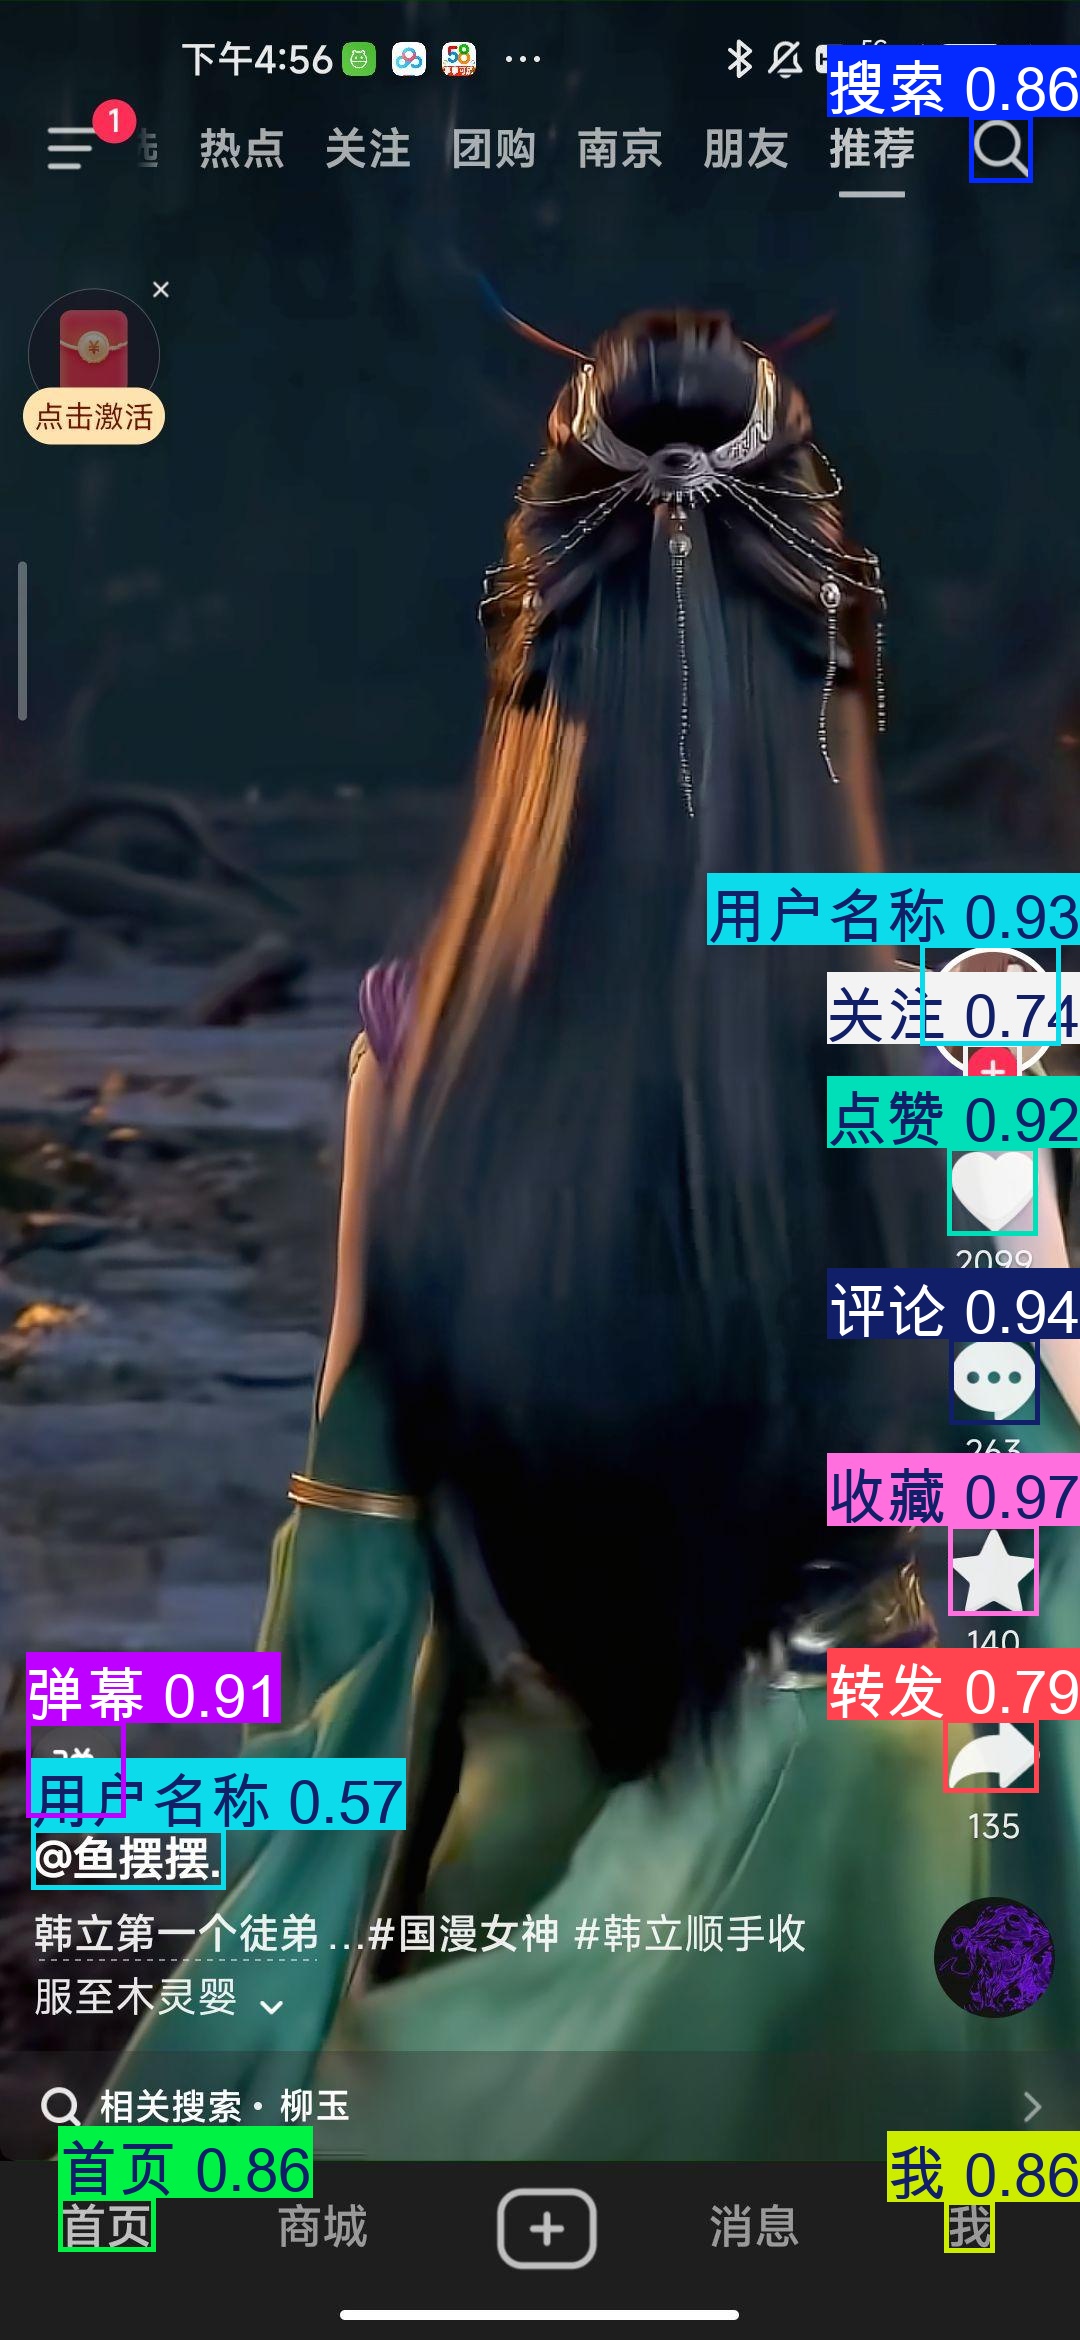 下午4:56
58
···
搜索 0.86
1
热点 关注 团购 南京 朋友 推荐
点击激活
用户名称 0.93
关注 0.74
点赞 0.92
2099
评论 0.94
263
收藏 0.97
140
转发 0.79
135
弹幕 0.91
用户名称 0.57
@鱼摆摆.
韩立第一个徒弟 ...#国漫女神 #韩立顺手收
服至木灵婴
相关搜索·柳玉
首页 0.86
我 0.86
首页 商城 消息 我